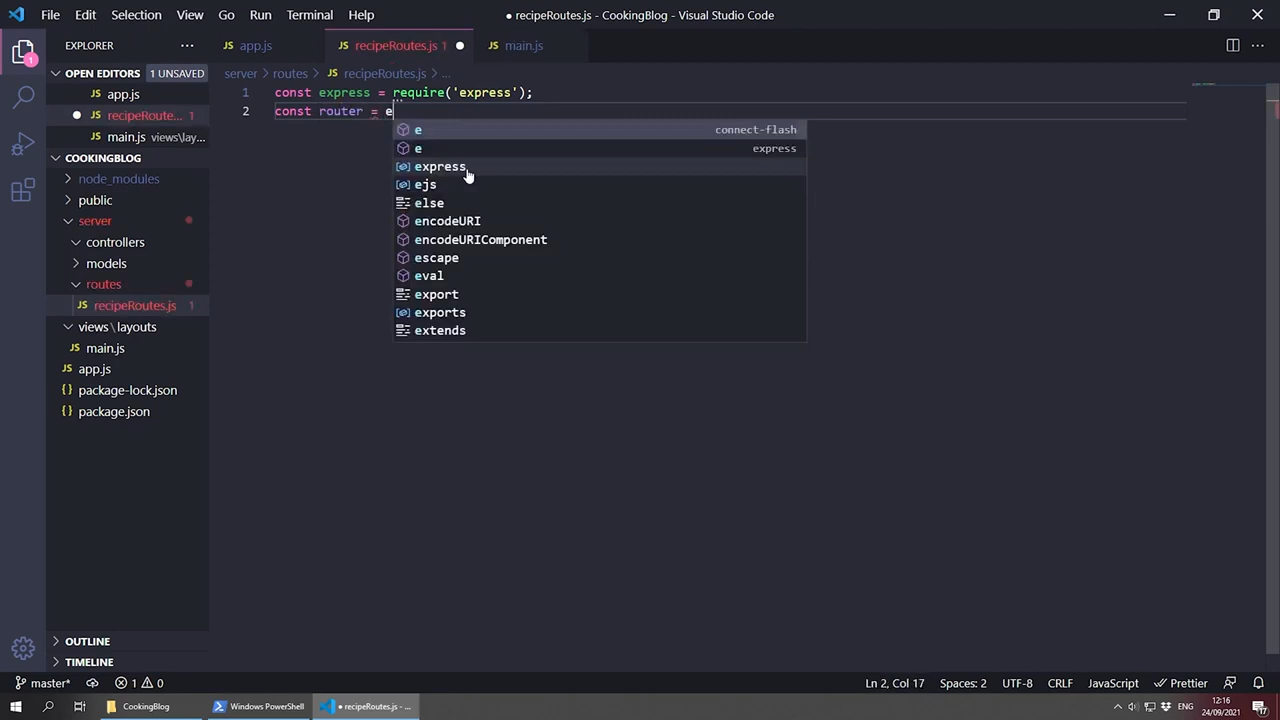 File Edit Selection View Go Run Terminal Help
● recipeRoutes.js - CookingBlog - Visual Studio Code
EXPLORER
OPEN EDITORS 1 UNSAVED
app.js
recipeRoute... 1
main.js views\lay...
COOKINGBLOG
node_modules
public
server
controllers
models
routes
JS recipeRoutes.js 1
views\layouts
JS main.js
JS app.js
{} package-lock.json
{} package.json
OUTLINE
TIMELINE
JS app.js
JS recipeRoutes.js 1 ●
JS main.js
server > routes > JS recipeRoutes.js > ...
1 const express = require('express');
2 const router = e
e connect-flash
e express
express
ejs
else
encodeURI
encodeURIComponent
escape
eval
export
exports
extends
1
master* 1 0
Ln 2, Col 17 Spaces: 2 UTF-8 CRLF JavaScript Prettier
CookingBlog
Windows PowerShell
● recipeRoutes.js - ...
ENG
12:16
24/09/2021
17